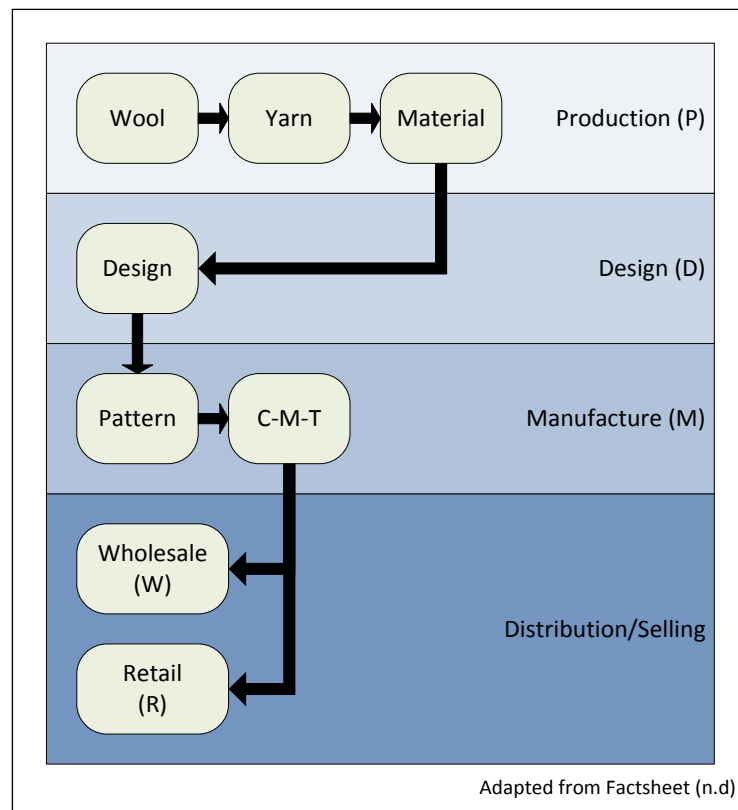 Wool
Yarn
Material
Production (P)
Design
Design (D)
Pattern
C-M-T
Manufacture (M)
Wholesale
(W)
Distribution/Selling
Retail
(R)
Adapted from Factsheet (n.d)